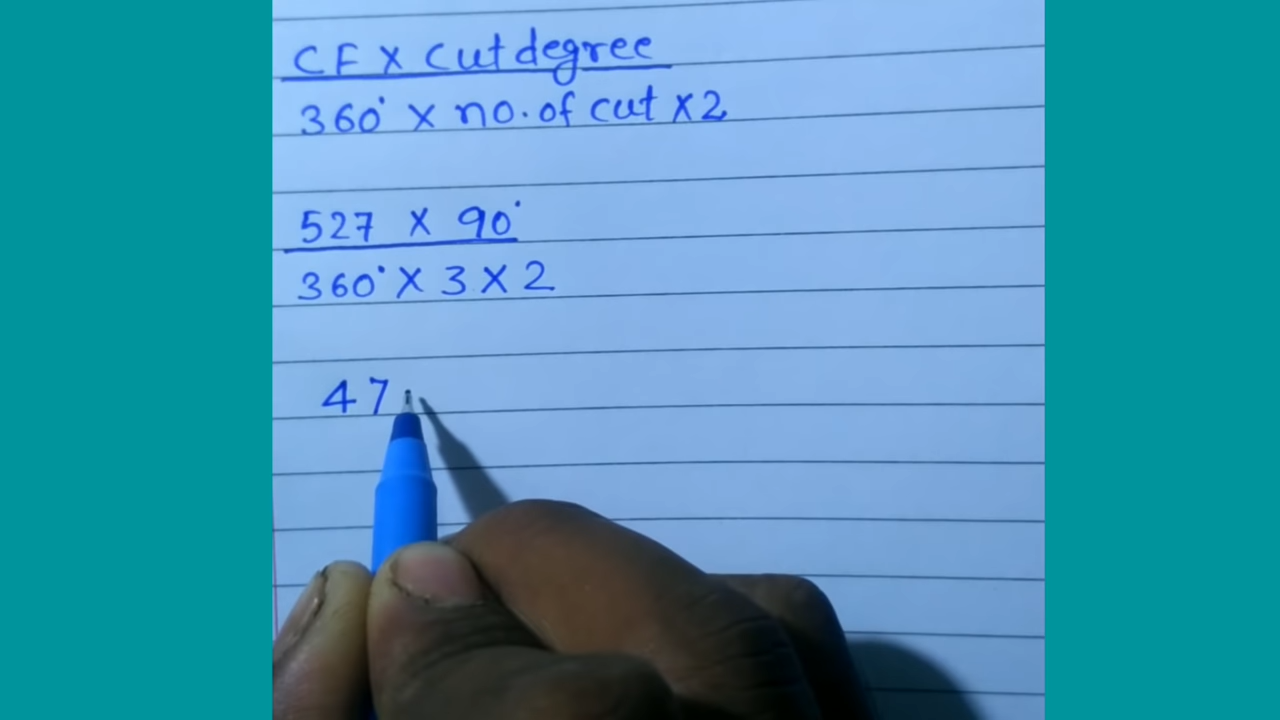 CF X Cut degree
360° X no. of cut X 2
527 X 90°
360° X 3 X 2
47